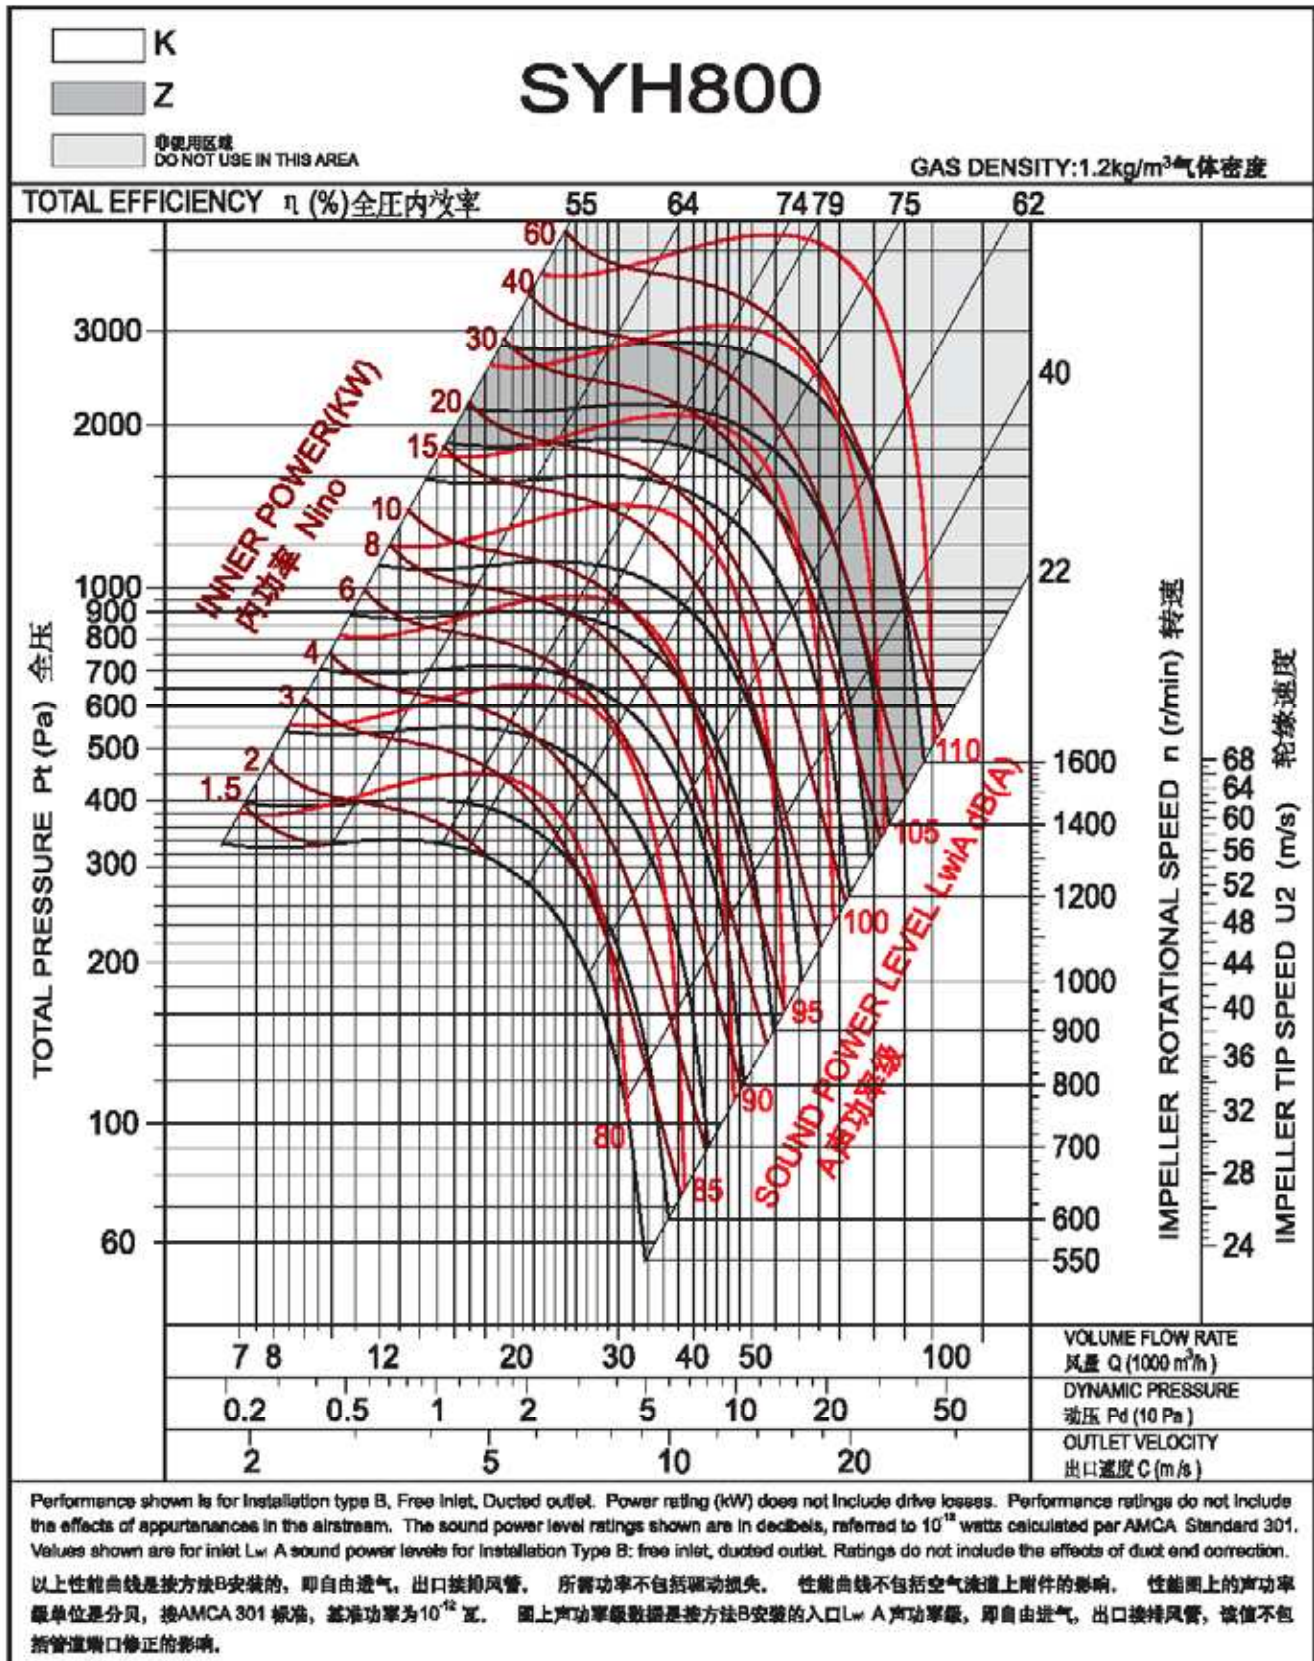 K
SYH800
Z
非使用区域
DO NOT USE IN THIS AREA
GAS DENSITY:1.2kg/m³气体密度
TOTAL EFFICIENCY η (%)全压内效率 55 64 74 79 75 62
60
40
30
20
15
10
8
6
4
3
2
1.5
INNER POWER(KW)
内功率 Nino
3000
2000
1000
900
800
700
600
500
400
300
200
100
60
TOTAL PRESSURE Pt (Pa) 全压
40
22
110
105
100
95
90
85
80
SOUND POWER LEVEL LwiA dB(A)
A声功率级
1600
1400
1200
1000
900
800
700
600
550
IMPELLER ROTATIONAL SPEED n (r/min) 转速
68
64
60
56
52
48
44
40
36
32
28
24
IMPELLER TIP SPEED U2 (m/s) 轮缘速度
7 8 12 20 30 40 50 100
VOLUME FLOW RATE
风量 Q (1000 m³/h )
0.2 0.5 1 2 5 10 20 50
DYNAMIC PRESSURE
动压 Pd (10 Pa )
2 5 10 20
OUTLET VELOCITY
出口速度 C (m /s )
Performance shown is for installation type B, Free Inlet, Ducted outlet. Power rating (kW) does not include drive losses. Performance ratings do not include
the effects of appurtenances in the airstream. The sound power level ratings shown are in decibels, referred to 10⁻¹² watts calculated per AMCA Standard 301.
Values shown are for inlet Lwi A sound power levels for Installation Type B: free inlet, ducted outlet. Ratings do not include the effects of duct end correction.
以上性能曲线是按方法B安装的，即自由进气，出口接排风管。 所需功率不包括驱动损失。 性能曲线不包括空气流道上附件的影响。 性能图上的声功率
级单位是分贝，按AMCA 301 标准，基准功率为10⁻¹² 瓦。 图上声功率级数据是按方法B安装的入口Lwi A 声功率级，即自由进气，出口接排风管，该值不包
括管道端口修正的影响。